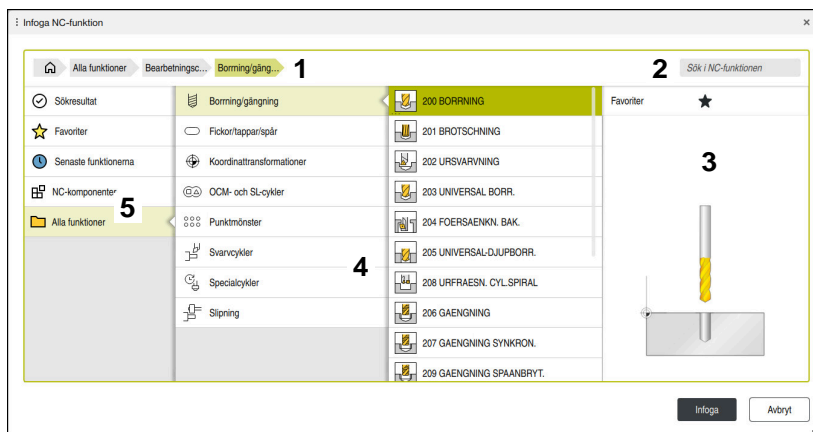 Infoga NC-funktion
Alla funktioner Bearbetningsc... Borrning/gäng... 1 2 Sök i NC-funktionen
Sökresultat Borrning/gängning 200 BORRNING Favoriter
Favoriter Fickor/tappar/spår 201 BROTSCHNING
Senaste funktionerna Koordinattransformationer 202 URSVARVNING 3
NC-komponenter OCM- och SL-cykler 203 UNIVERSAL BORR.
5
Alla funktioner Punktmönster 204 FOERSAENKN. BAK.
Svarvcykler 205 UNIVERSAL-DJUPBORR.
4
Specialcykler 208 URFRAESN. CYL.SPIRAL
Slipning 206 GAENGNING
207 GAENGNING SYNKRON.
209 GAENGNING SPAANBRYT.
Infoga Avbryt